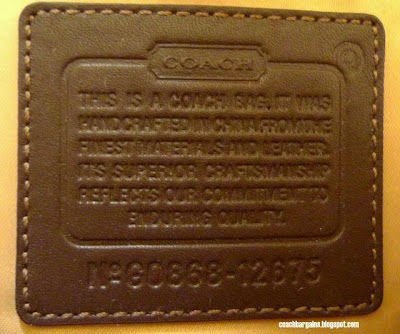 COACH
THIS IS A COACH BAG. IT WAS
HANDCRAFTED IN CHINA FROM THE
FINEST MATERIALS AND LEATHER.
IT'S SUPERIOR CRAFTSMANSHIP
REFLECTS OUR COMMITMENT TO
ENDURING QUALITY.
Nº G0868-12675
coachbargains.blogspot.com